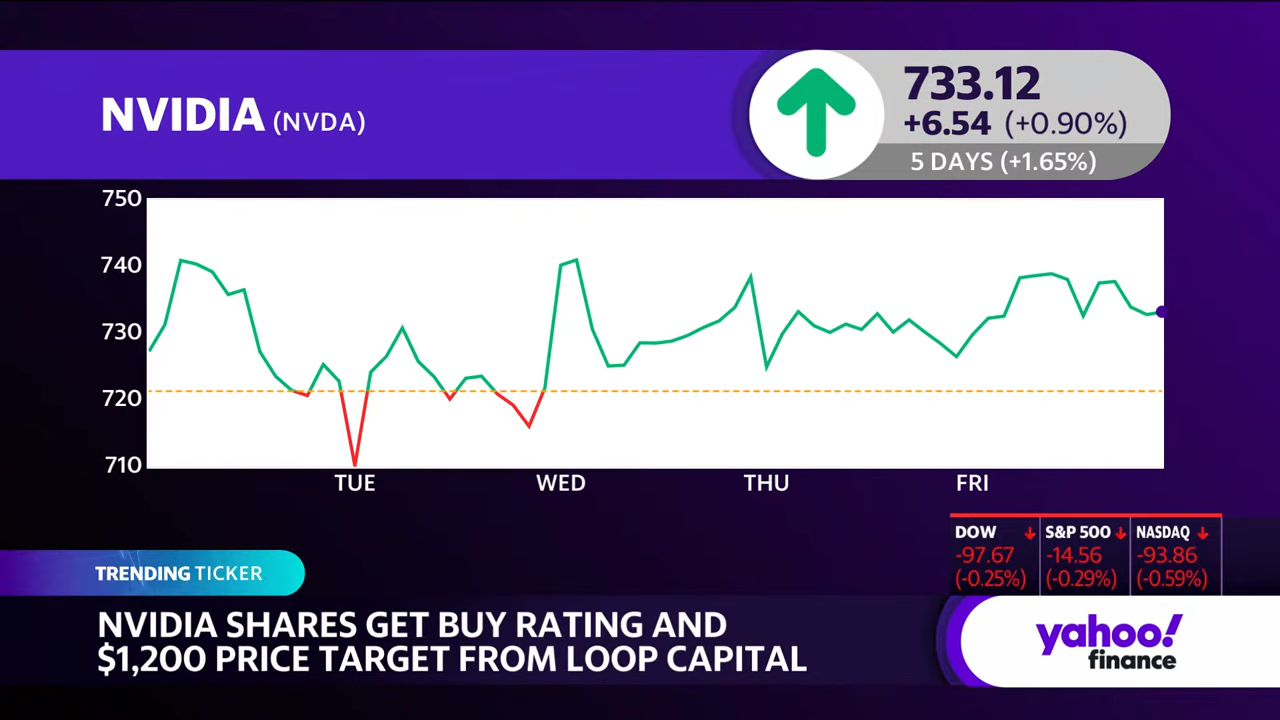 NVIDIA (NVDA)
733.12
+6.54 (+0.90%)
5 DAYS (+1.65%)
750
740
730
720
710
TUE WED THU FRI
DOW S&P 500 NASDAQ
-97.67 -14.56 -93.86
(-0.25%) (-0.29%) (-0.59%)
TRENDING TICKER
NVIDIA SHARES GET BUY RATING AND
$1,200 PRICE TARGET FROM LOOP CAPITAL
yahoo!
finance